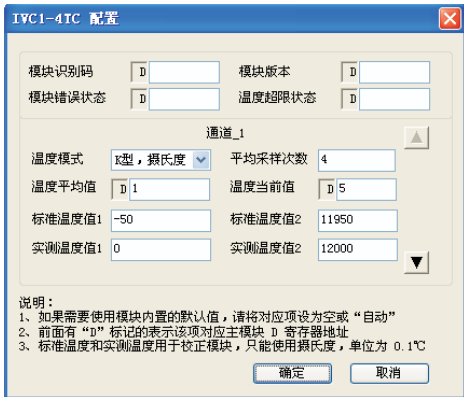 IVC1-4TC 配置
模块识别码 D 模块版本 D
模块错误状态 D 温度超限状态 D
通道_1
温度模式 K型，摄氏度 平均采样次数 4
温度平均值 D 1 温度当前值 D 5
标准温度值1 -50 标准温度值2 11950
实测温度值1 0 实测温度值2 12000
说明：
1、如果需要使用模块内置的默认值，请将对应项设为空或“自动”
2、前面有“D”标记的表示该项对应主模块 D 寄存器地址
3、标准温度和实测温度用于校正模块，只能使用摄氏度，单位为 0.1℃
确定 取消